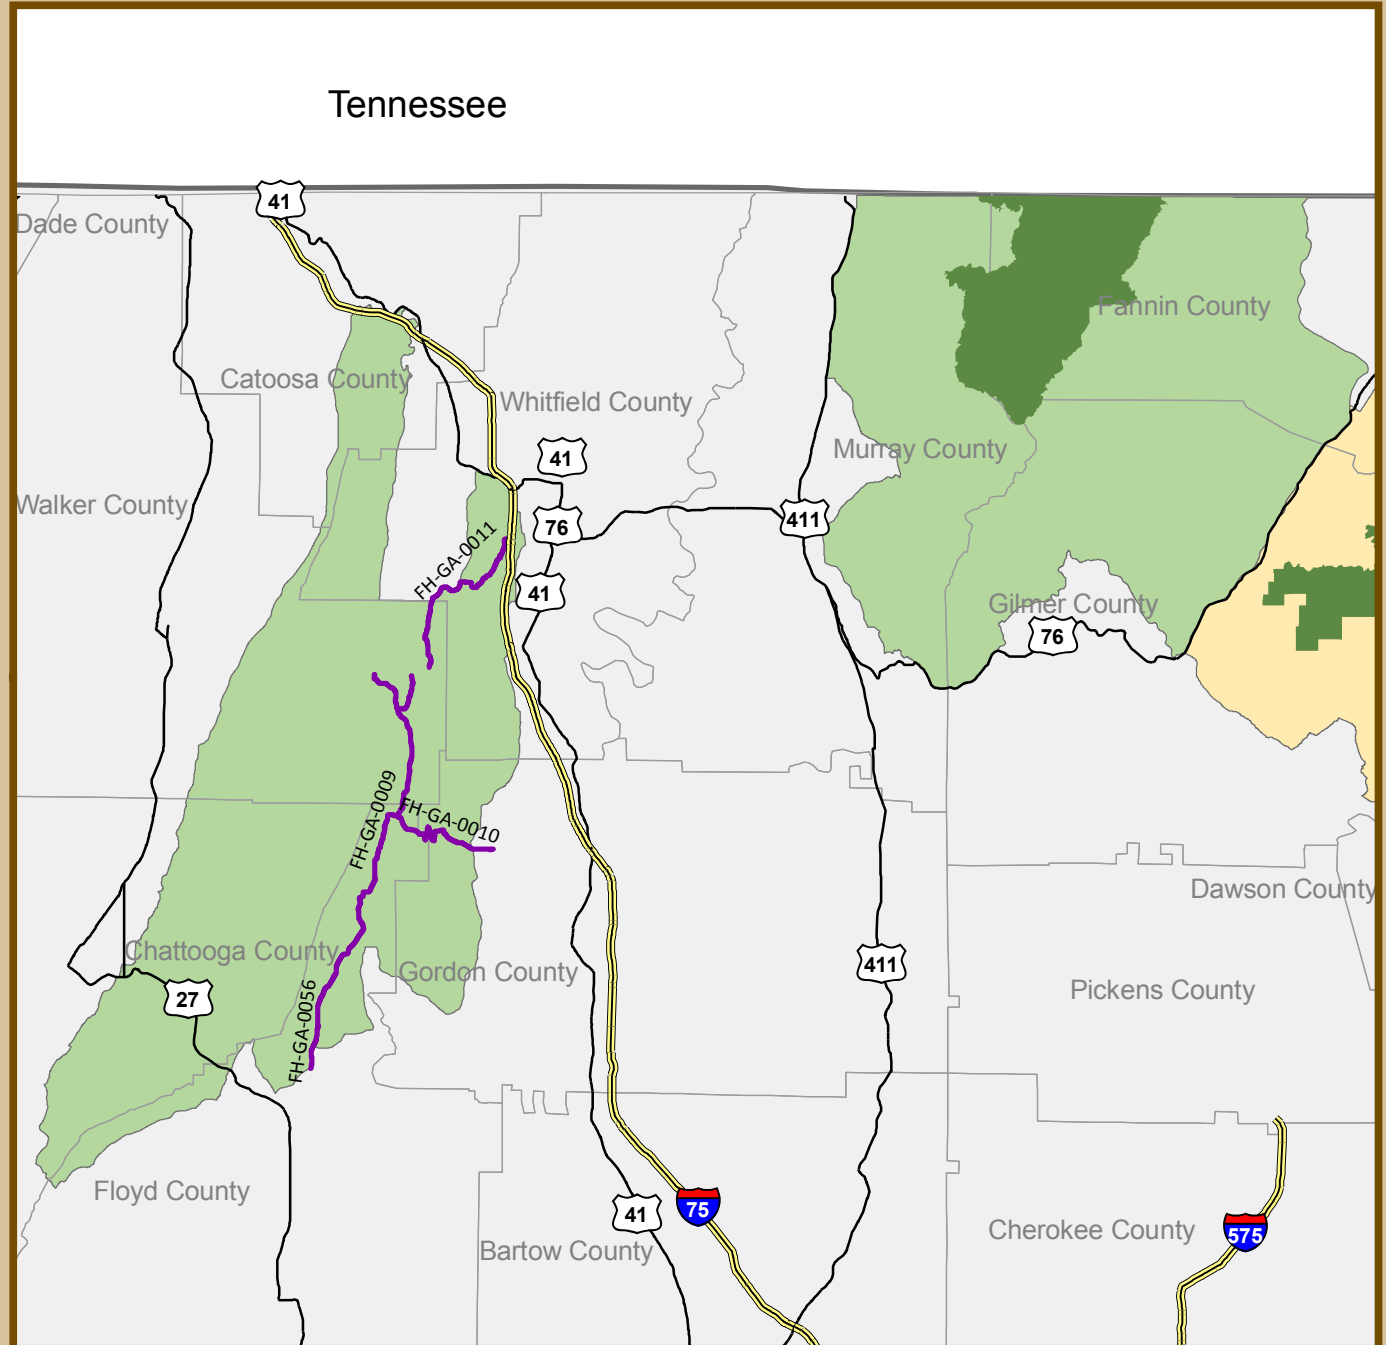 Tennessee
41
Dade County
Fannin County
Catoosa County
Whitfield County
Murray County
41
Walker County
411
76
FH-GA-0011
41
Gilmer County
76
FH-GA-0009
FH-GA-0010
Dawson County
Chattooga County
Gordon County
411
Pickens County
27
FH-GA-0056
Floyd County
75
41
Cherokee County
575
Bartow County